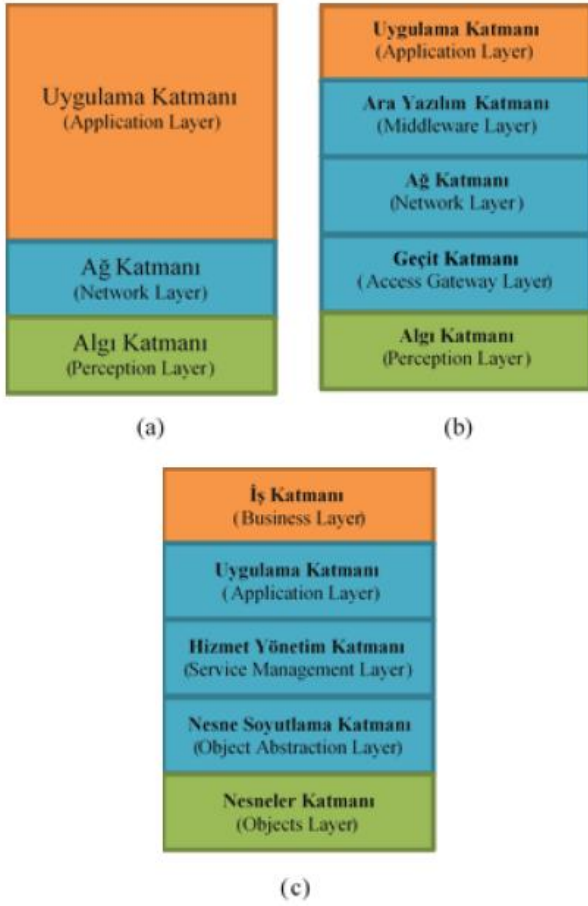 Uygulama Katmanı
(Application Layer)
Ağ Katmanı
(Network Layer)
Algı Katmanı
(Perception Layer)
(a)
Uygulama Katmanı
(Application Layer)
Ara Yazılım Katmanı
(Middleware Layer)
Ağ Katmanı
(Network Layer)
Geçit Katmanı
(Access Gateway Layer)
Algı Katmanı
(Perception Layer)
(b)
İş Katmanı
(Business Layer)
Uygulama Katmanı
(Application Layer)
Hizmet Yönetim Katmanı
(Service Management Layer)
Nesne Soyutlama Katmanı
(Object Abstraction Layer)
Nesneler Katmanı
(Objects Layer)
(c)